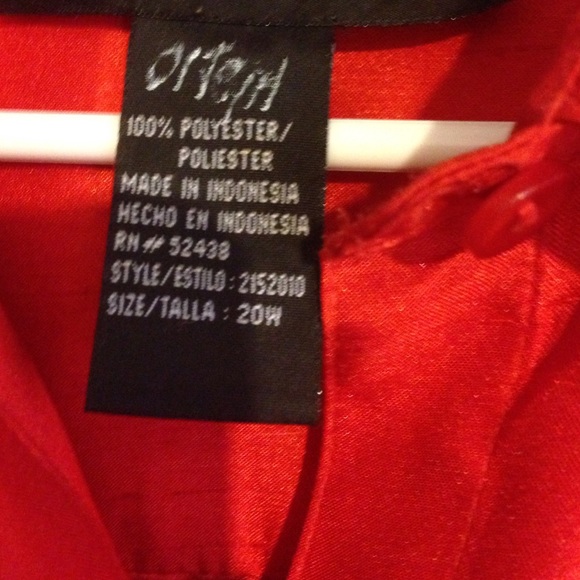 100% POLYESTER/
POLIESTER
MADE IN INDONESIA
HECHO EN INDONESIA
RN# 52438
STYLE/ESTILO : 2152010
SIZE/TALLA : 20W